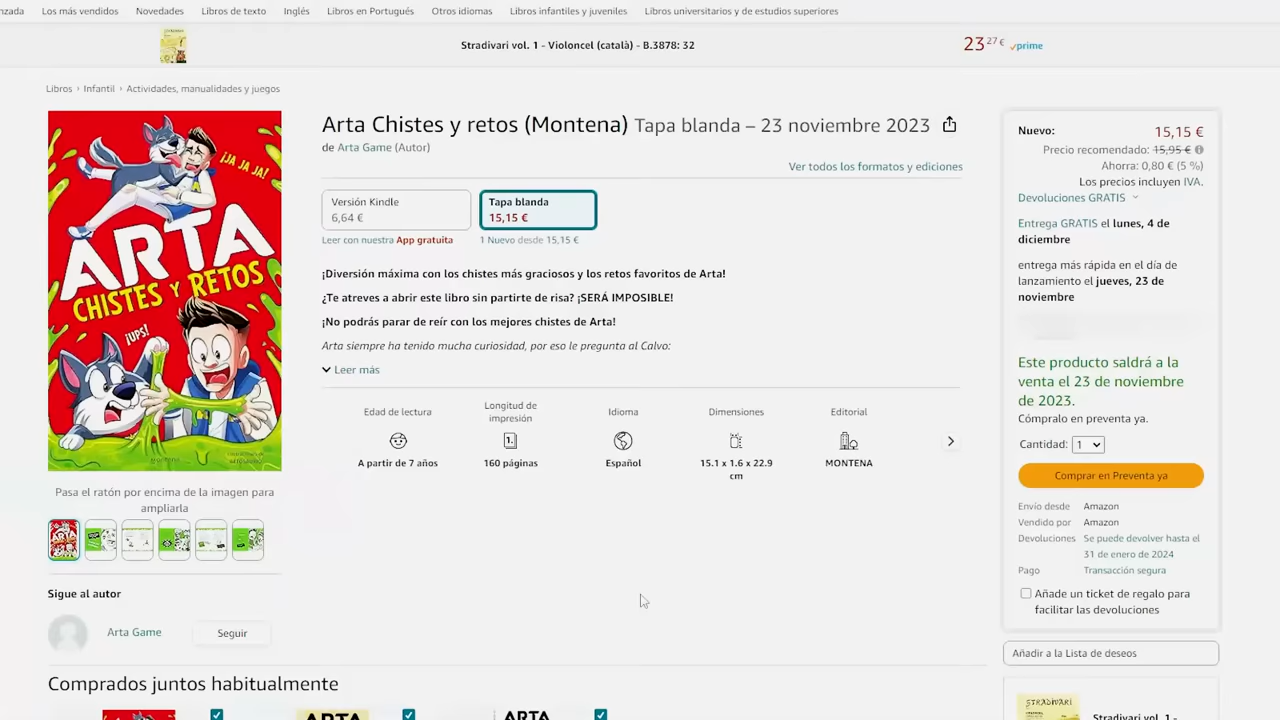 nzada Los más vendidos Novedades Libros de texto Inglés Libros en Portugués Otros idiomas Libros infantiles y juveniles Libros universitarios y de estudios superiores
Stradivari vol. 1 - Violoncel (català) - B.3878: 32
23 27 € prime
Libros › Infantil › Actividades, manualidades y juegos
¡JA JA JA!
ARTA
CHISTES Y RETOS
¡UPS!
Pasa el ratón por encima de la imagen para
ampliarla
Sigue al autor
Arta Game Seguir
Arta Chistes y retos (Montena) Tapa blanda – 23 noviembre 2023
de Arta Game (Autor)
Ver todos los formatos y ediciones
Versión Kindle
6,64 €
Leer con nuestra App gratuita
Tapa blanda
15,15 €
1 Nuevo desde 15,15 €
¡Diversión máxima con los chistes más graciosos y los retos favoritos de Arta!
¿Te atreves a abrir este libro sin partirte de risa? ¡SERÁ IMPOSIBLE!
¡No podrás parar de reír con los mejores chistes de Arta!
Arta siempre ha tenido mucha curiosidad, por eso le pregunta al Calvo:
Leer más
Edad de lectura
A partir de 7 años
Longitud de
impresión
160 páginas
Idioma
Español
Dimensiones
15.1 x 1.6 x 22.9
cm
Editorial
MONTENA
Nuevo: 15,15 €
Precio recomendado: 15,95 €
Ahorra: 0,80 € (5 %)
Los precios incluyen IVA.
Devoluciones GRATIS
Entrega GRATIS el lunes, 4 de
diciembre
entrega más rápida en el día de
lanzamiento el jueves, 23 de
noviembre
Este producto saldrá a la
venta el 23 de noviembre
de 2023.
Cómpralo en preventa ya.
Cantidad: 1
Comprar en Preventa ya
Envío desde Amazon
Vendido por Amazon
Devoluciones Se puede devolver hasta el
31 de enero de 2024
Pago Transacción segura
Añade un ticket de regalo para
facilitar las devoluciones
Añadir a la Lista de deseos
STRADIVARI
Stradivari vol. 1 -
Comprados juntos habitualmente
ARTA
ARTA